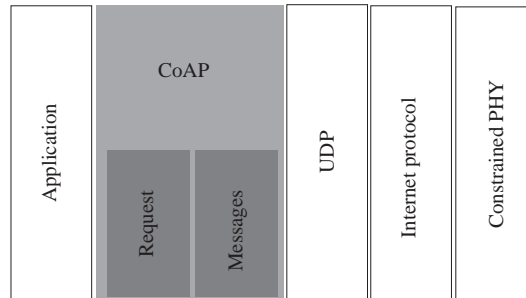 Application
CoAP
Request
Messages
UDP
Internet protocol
Constrained PHY